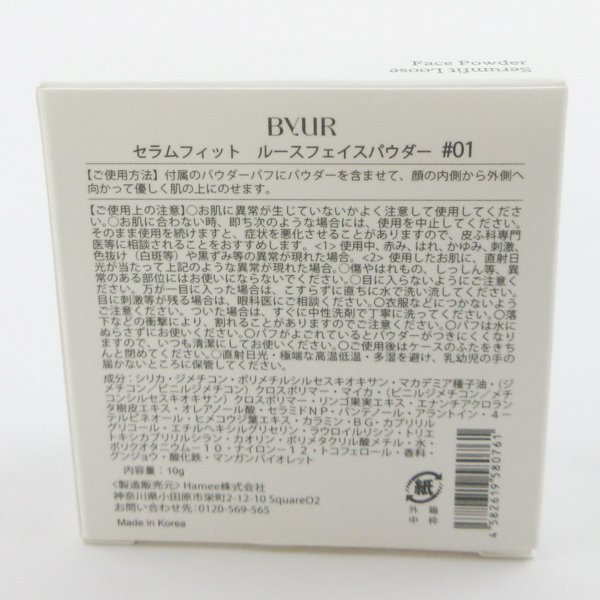 Serumfit Loose
Face Powder
BYUR
セラムフィット ルースフェイスパウダー #01
【ご使用方法】付属のパウダーパフにパウダーを含ませて、顔の内側から外側へ
向かって優しく肌の上にのせます。
【ご使用上の注意】○お肌に異常が生じていないかよく注意して使用してくださ
い。○お肌に合わない時、即ち次のような場合には、使用を中止してください。
そのまま使用を続けますと、症状を悪化させることがありますので、皮ふ科専門
医等に相談されることをおすすめします。<1>使用中、赤み、はれ、かゆみ、刺激、
色抜け(白斑等)や黒ずみ等の異常が現れた場合。<2>使用したお肌に、直射日
光が当たって上記のような異常が現れた場合。○傷やはれもの、しっしん等、異
常のある部位にはお使いにならないでください。○目に入らないようにご注意く
ださい。万が一目に入った場合は、こすらずに直ちに水で洗い流してください。
目に刺激等が残る場合は、眼科医にご相談ください。○衣服などにつかないよう
ご注意ください。ついた場合は、すぐに中性洗剤で丁寧に洗ってください。○落
下などの衝撃により、割れることがありますのでご注意ください。○パフは水に
ぬらさずにお使いください。○パフがよごれているとパウダーがつきにくくなり
ますので、いつも清潔にしてお使いください。○ご使用後はケースのふたをきち
んと閉めてください。○直射日光・極端な高温低温・多湿を避け、乳幼児の手の
届かないところに保管してください。
成分：シリカ・ジメチコン・ポリメチルシルセスキオキサン・マカデミア種子油・(ジ
メチコン/ビニルジメチコン)クロスポリマー・マイカ・(ビニルジメチコン/メチ
コンシルセスキオキサン)クロスポリマー・リンゴ果実エキス・エナンチアクロラン
タ樹皮エキス・オレアノール酸・セラミドNP・パンテノール・アラントイン・4－
テルピネオール・ヒメコウジ葉エキス・カラミン・BG・カプリリル
グリコール・エチルヘキシルグリセリン・ラウロイルリシン・トリエ
トキシカプリリルシラン・カオリン・ポリメタクリル酸メチル・水・
ポリクオタニウム－10・ナイロン－12・トコフェロール・香料・
グンジョウ・酸化鉄・マンガンバイオレット
内容量：10g
<製造販売元> Hamee株式会社
神奈川県小田原市栄町2-12-10 SquareO2
お問い合わせ先：0120-569-565
Made in Korea
紙
外 箱
中 枠
4 582619 580761